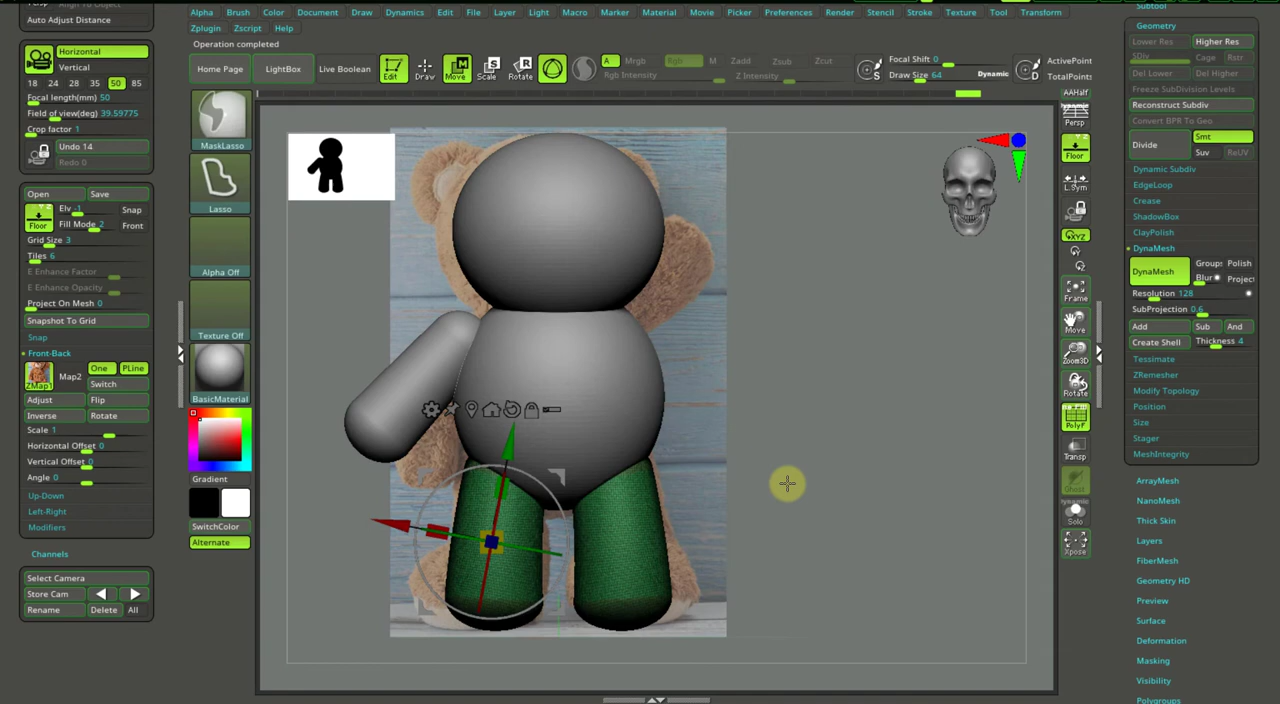 Align To Object
Auto Adjust Distance
Horizontal
Vertical
18 24 28 35 50 85
Focal length(mm) 50
Field of view(deg) 39.59775
Crop factor 1
Undo 14
Redo 0
Open Save
Floor Elv -1 Snap
Fill Mode 2 Front
Grid Size 3
Tiles 6
E Enhance Factor
E Enhance Opacity
Project On Mesh 0
Snapshot To Grid
Snap
Front-Back
ZMap1 Map2 One PLine
Switch
Adjust Flip
Inverse Rotate
Scale 1
Horizontal Offset 0
Vertical Offset 0
Angle 0
Up-Down
Left-Right
Modifiers
Channels
Select Camera
Store Cam
Rename Delete All
Alpha Brush Color Document Draw Dynamics Edit File Layer Light Macro Marker Material Movie Picker Preferences Render Stencil Stroke Texture Tool Transform
Zplugin Zscript Help
Operation completed
Home Page LightBox Live Boolean Edit Draw Move Scale Rotate
A Mrgb Rgb M Zadd Zsub Zcut
Rgb Intensity Z Intensity
S Focal Shift 0
Draw Size 64 Dynamic
D ActivePoint
TotalPoints
MaskLasso
Lasso
Alpha Off
Texture Off
BasicMaterial
Gradient
SwitchColor
Alternate
AAHalf
Dynamic
Persp
Floor
L.Sym
XYZ
Y
Z
Frame
Move
Zoom3D
Rotate
PolyF
Transp
Ghost
Dynamic
Solo
Xpose
Subtool
Geometry
Lower Res Higher Res
SDiv Cage Rstr
Del Lower Del Higher
Freeze SubDivision Levels
Reconstruct Subdiv
Convert BPR To Geo
Divide Smt
Suv ReUV
Dynamic Subdiv
EdgeLoop
Crease
ShadowBox
ClayPolish
DynaMesh
DynaMesh Groups Polish
Blur Project
Resolution 128
SubProjection 0.6
Add Sub And
Create Shell Thickness 4
Tessimate
ZRemesher
Modify Topology
Position
Size
Stager
MeshIntegrity
ArrayMesh
NanoMesh
Thick Skin
Layers
FiberMesh
Geometry HD
Preview
Surface
Deformation
Masking
Visibility
Polygroups